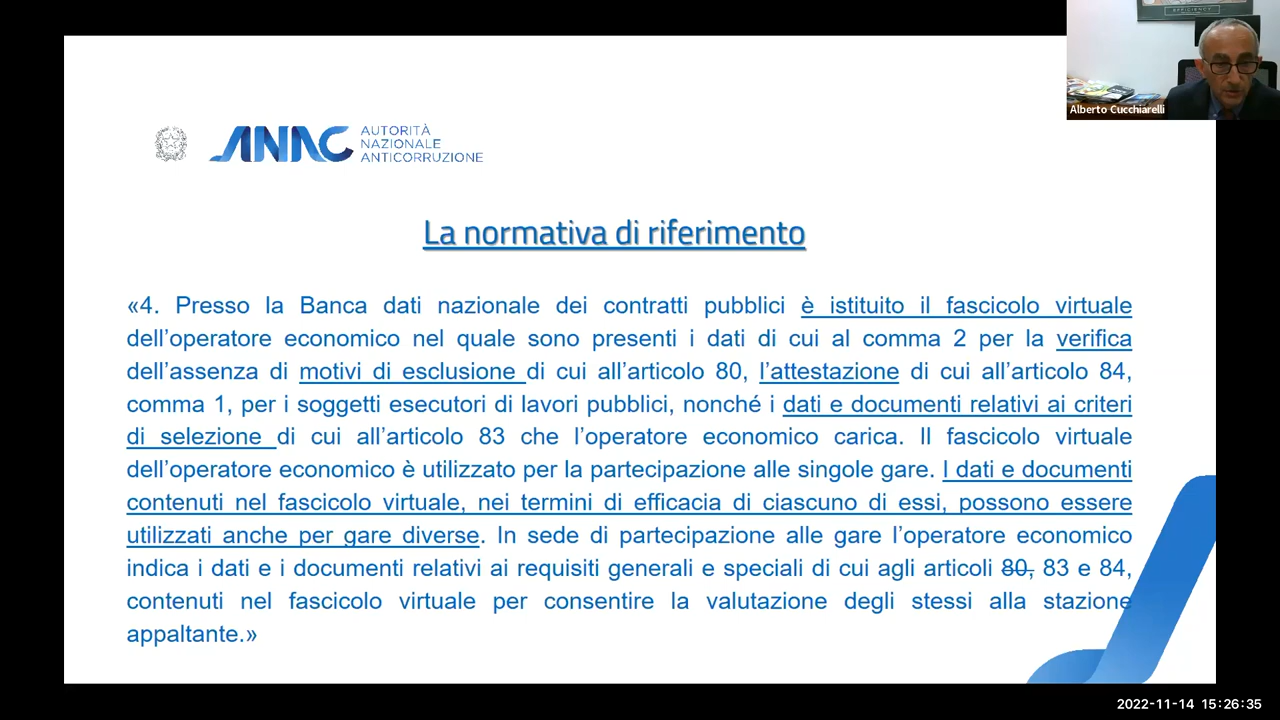 EFFICIENCY
Alberto Cucchiarelli
ANAC
AUTORITÀ
NAZIONALE
ANTICORRUZIONE
La normativa di riferimento
«4. Presso la Banca dati nazionale dei contratti pubblici è istituito il fascicolo virtuale
dell’operatore economico nel quale sono presenti i dati di cui al comma 2 per la verifica
dell’assenza di motivi di esclusione di cui all’articolo 80, l’attestazione di cui all’articolo 84,
comma 1, per i soggetti esecutori di lavori pubblici, nonché i dati e documenti relativi ai criteri
di selezione di cui all’articolo 83 che l’operatore economico carica. Il fascicolo virtuale
dell’operatore economico è utilizzato per la partecipazione alle singole gare. I dati e documenti
contenuti nel fascicolo virtuale, nei termini di efficacia di ciascuno di essi, possono essere
utilizzati anche per gare diverse. In sede di partecipazione alle gare l’operatore economico
indica i dati e i documenti relativi ai requisiti generali e speciali di cui agli articoli 80, 83 e 84,
contenuti nel fascicolo virtuale per consentire la valutazione degli stessi alla stazione
appaltante.»
2022-11-14 15:26:35